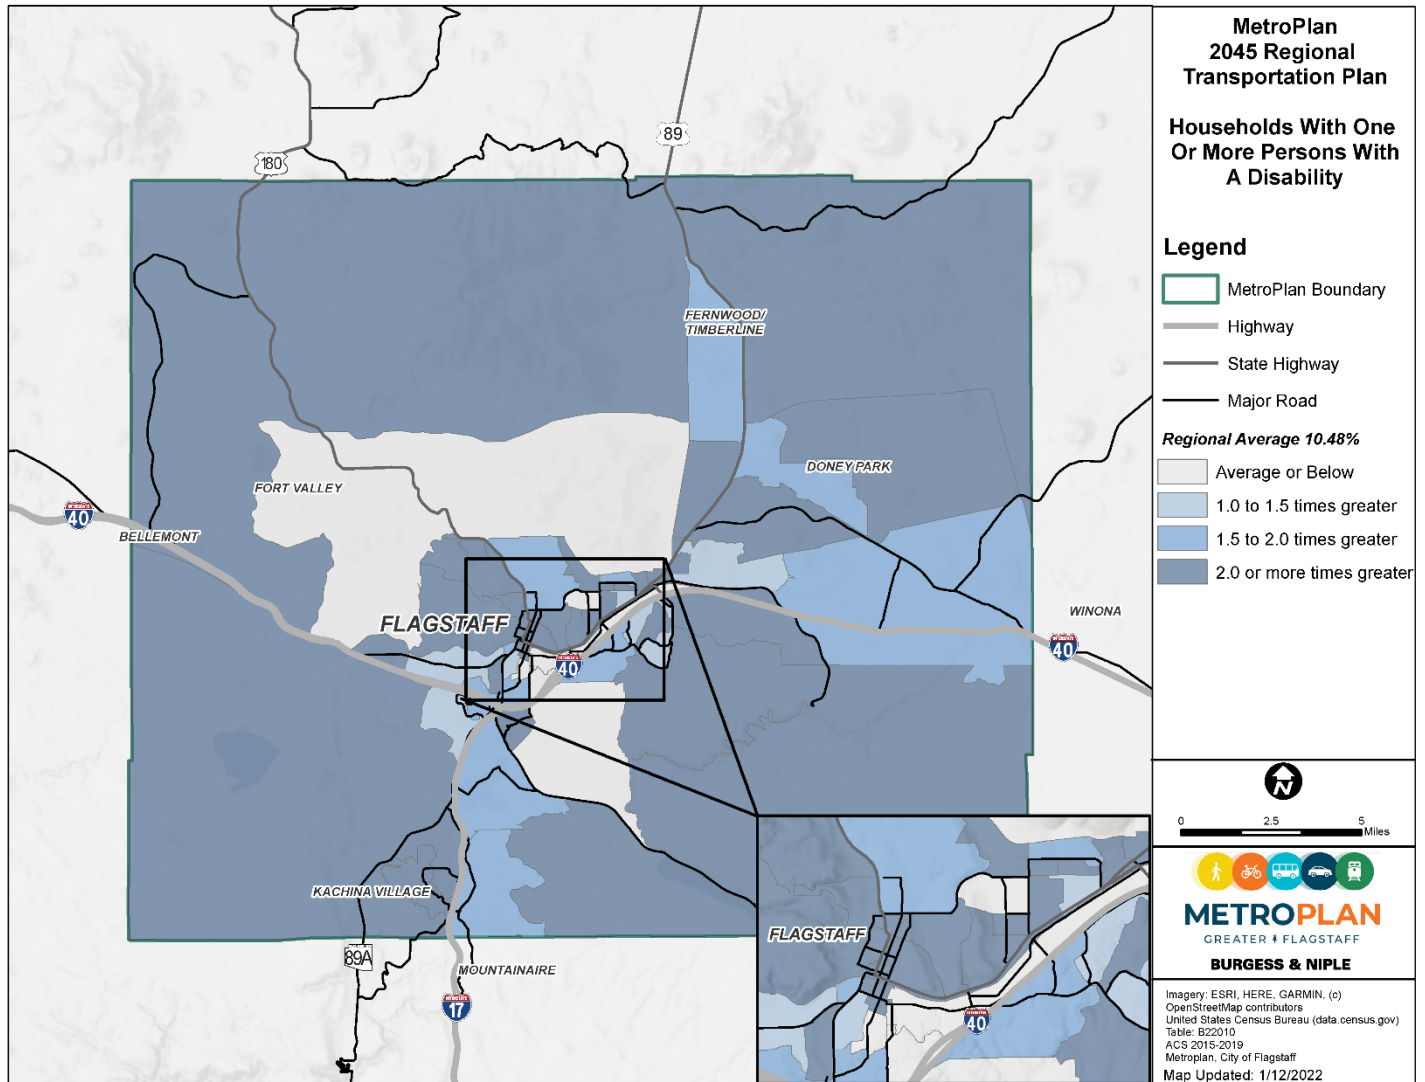 MetroPlan
2045 Regional
Transportation Plan
Households With One
Or More Persons With
A Disability
Legend
MetroPlan Boundary
Highway
State Highway
Major Road
Regional Average 10.48%
Average or Below
1.0 to 1.5 times greater
1.5 to 2.0 times greater
2.0 or more times greater
N
0 2.5 5
Miles
METROPLAN
GREATER FLAGSTAFF
BURGESS & NIPLE
Imagery: ESRI, HERE, GARMIN, (c)
OpenStreetMap contributors
United States Census Bureau (data.census.gov)
Table: B22010
ACS 2015-2019
Metroplan, City of Flagstaff
Map Updated: 1/12/2022
89
180
FERNWOOD/
TIMBERLINE
DONEY PARK
FORT VALLEY
40
BELLEMONT
FLAGSTAFF
WINONA
40
40
KACHINA VILLAGE
89A
MOUNTAINAIRE
17
FLAGSTAFF
40